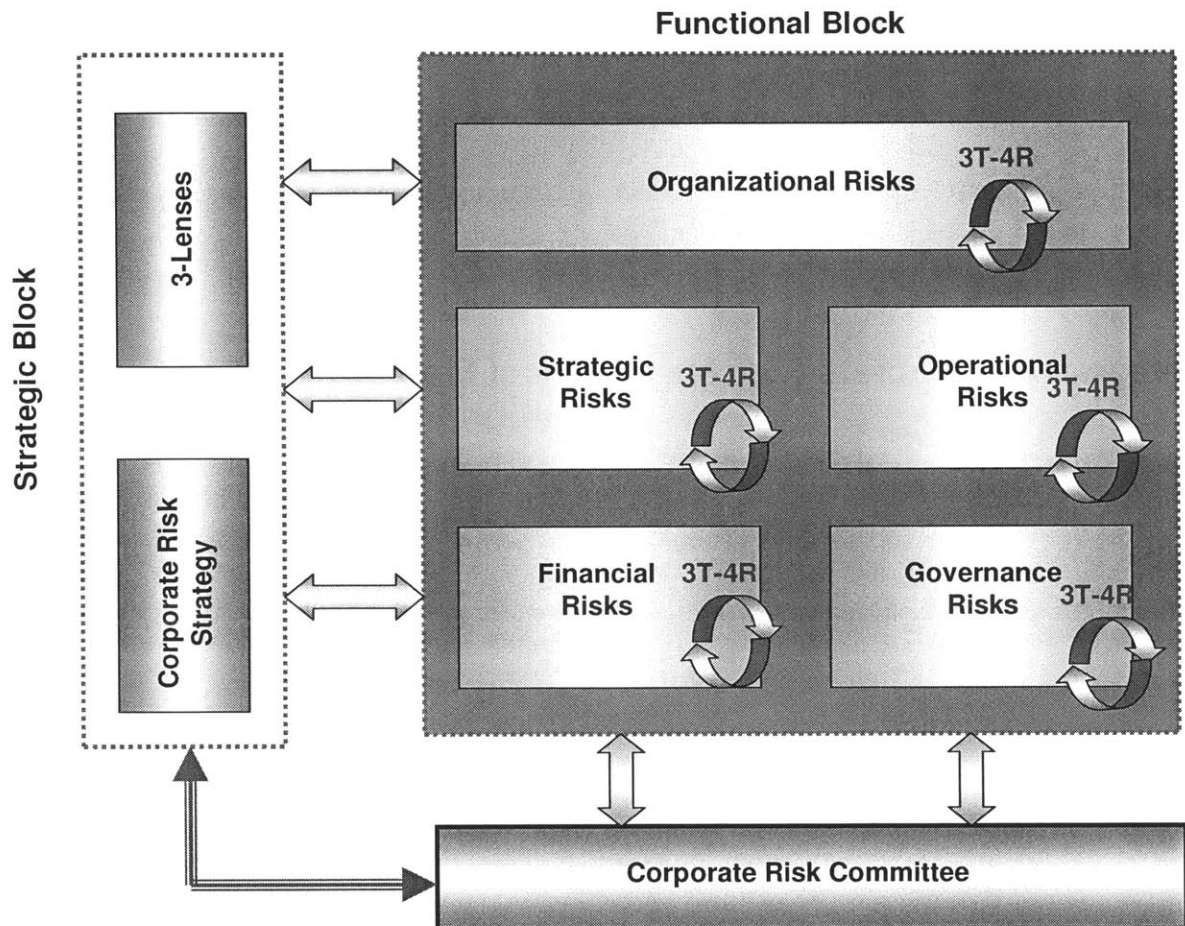 Functional Block
Strategic Block
3-Lenses
Corporate Risk
Strategy
Organizational Risks
3T-4R
Strategic
Risks
3T-4R
Operational
Risks
3T-4R
Financial
Risks
3T-4R
Governance
Risks
3T-4R
Corporate Risk Committee